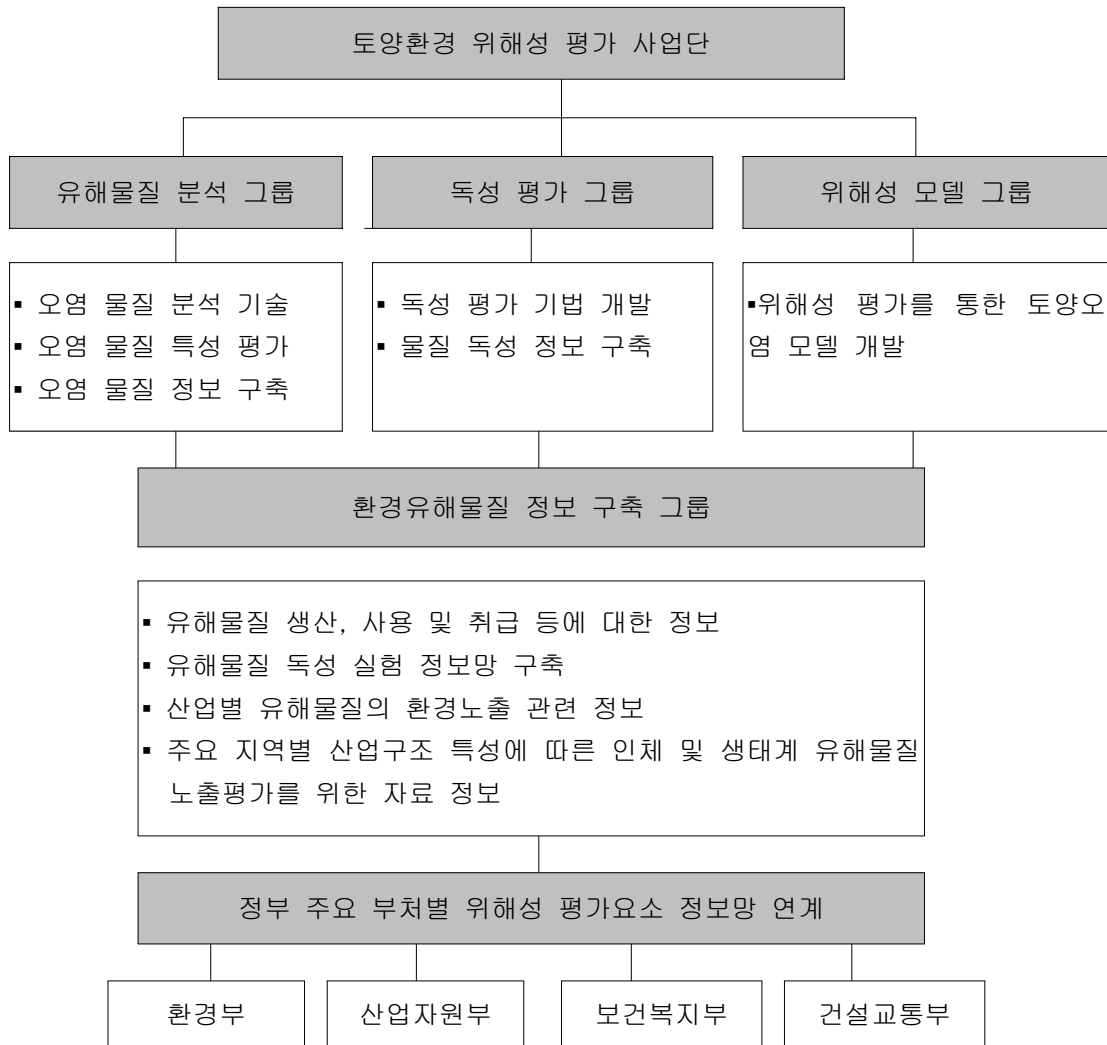 토양환경 위해성 평가 사업단
유해물질 분석 그룹
독성 평가 그룹
위해성 모델 그룹
▪ 오염 물질 분석 기술
▪ 오염 물질 특성 평가
▪ 오염 물질 정보 구축
▪ 독성 평가 기법 개발
▪ 물질 독성 정보 구축
▪위해성 평가를 통한 토양오
염 모델 개발
환경유해물질 정보 구축 그룹
▪ 유해물질 생산, 사용 및 취급 등에 대한 정보
▪ 유해물질 독성 실험 정보망 구축
▪ 산업별 유해물질의 환경노출 관련 정보
▪ 주요 지역별 산업구조 특성에 따른 인체 및 생태계 유해물질
노출평가를 위한 자료 정보
정부 주요 부처별 위해성 평가요소 정보망 연계
환경부
산업자원부
보건복지부
건설교통부